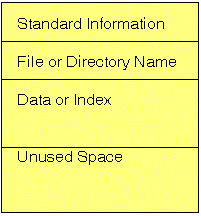 Standard Information
File or Directory Name
Data or Index
Unused Space